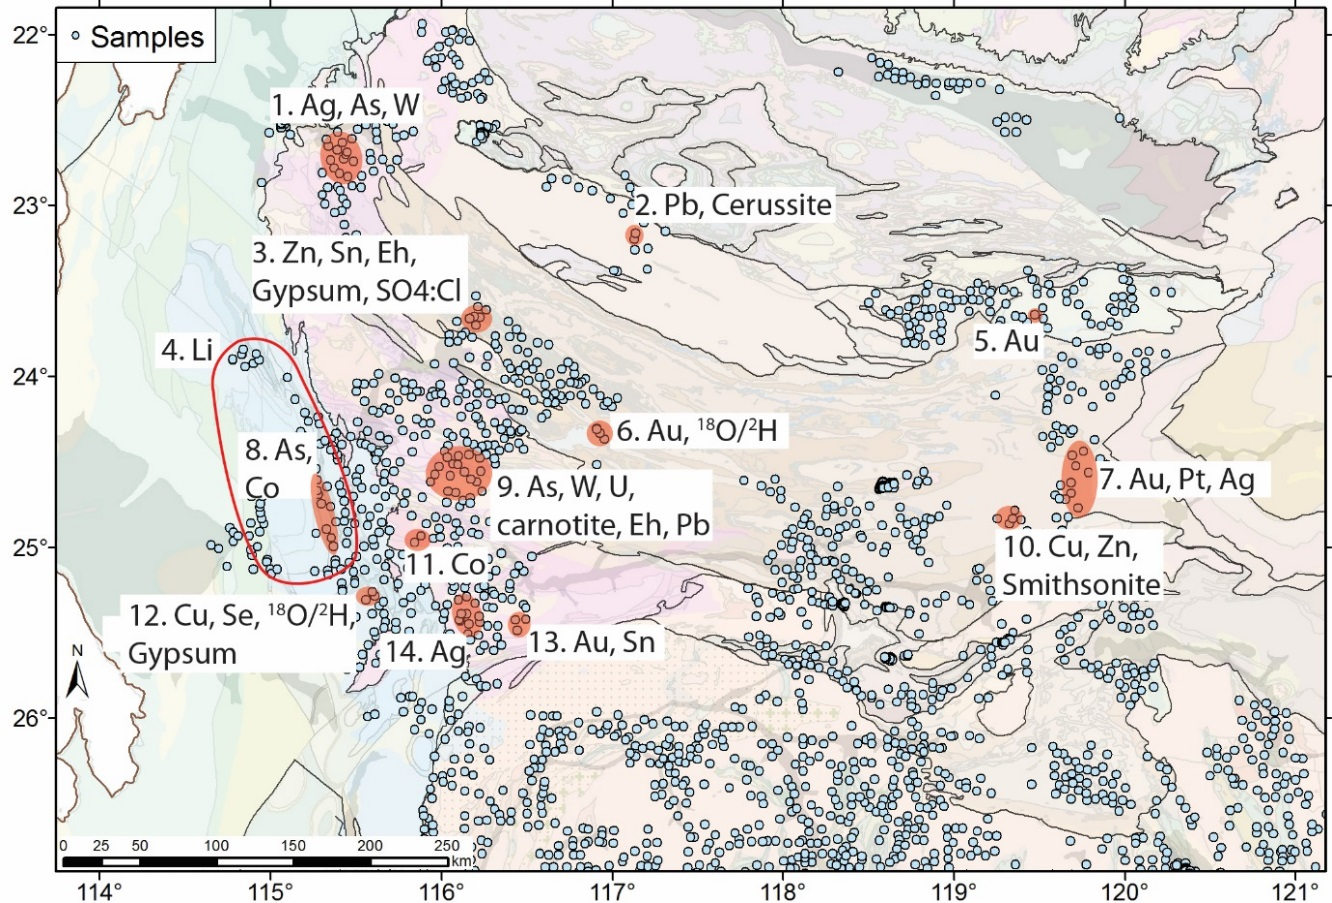 22°
Samples
1. Ag, As, W
23°
2. Pb, Cerussite
3. Zn, Sn, Eh,
Gypsum, SO4:Cl
4. Li
5. Au
24°
6. Au, ¹⁸O/²H
8. As,
Co
7. Au, Pt, Ag
9. As, W, U,
carnotite, Eh, Pb
25°
11. Co
10. Cu, Zn,
Smithsonite
12. Cu, Se, ¹⁸O/²H,
Gypsum
13. Au, Sn
14. Ag
N
26°
0 25 50 100 150 200 250
km
114° 115° 116° 117° 118° 119° 120° 121°